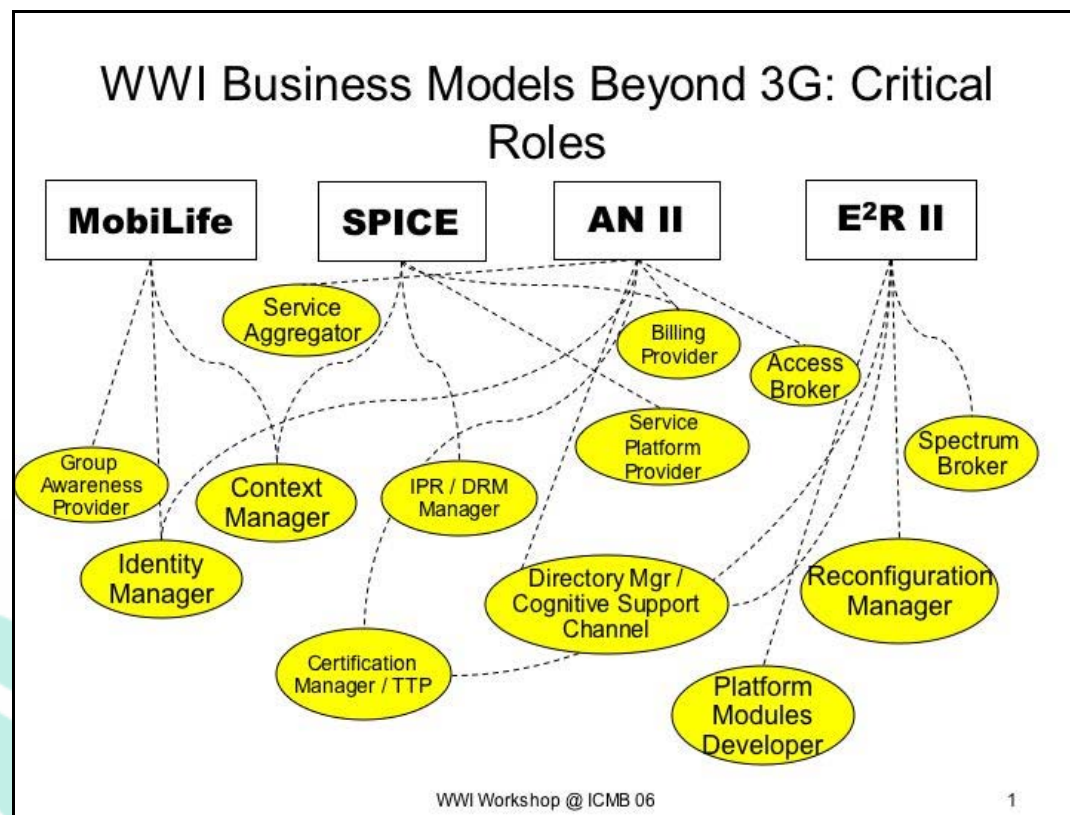 WWI Business Models Beyond 3G: Critical
Roles
MobiLife
SPICE
AN II
E²R II
Service
Aggregator
Billing
Provider
Access
Broker
Group
Awareness
Provider
Context
Manager
IPR / DRM
Manager
Service
Platform
Provider
Spectrum
Broker
Identity
Manager
Directory Mgr /
Cognitive Support
Channel
Reconfiguration
Manager
Certification
Manager / TTP
Platform
Modules
Developer
WWI Workshop @ ICMB 06
1